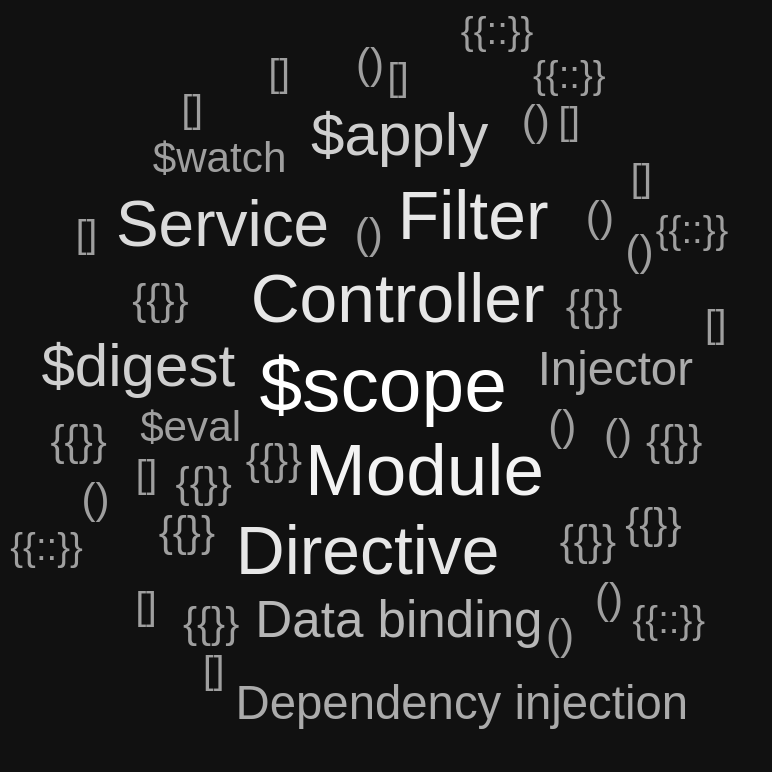 {{::}}
() []
[] {{::}}
[] $apply () []
$watch []
[] Service () Filter () {{::}}
()
{{}} Controller {{}}
[]
$digest $scope Injector
{{}} $eval () () {{}}
[] {{}} {{}} Module
()
{{::}} {{}} Directive {{}} {{}}
[] {{}} Data binding () () {{::}}
[] Dependency injection